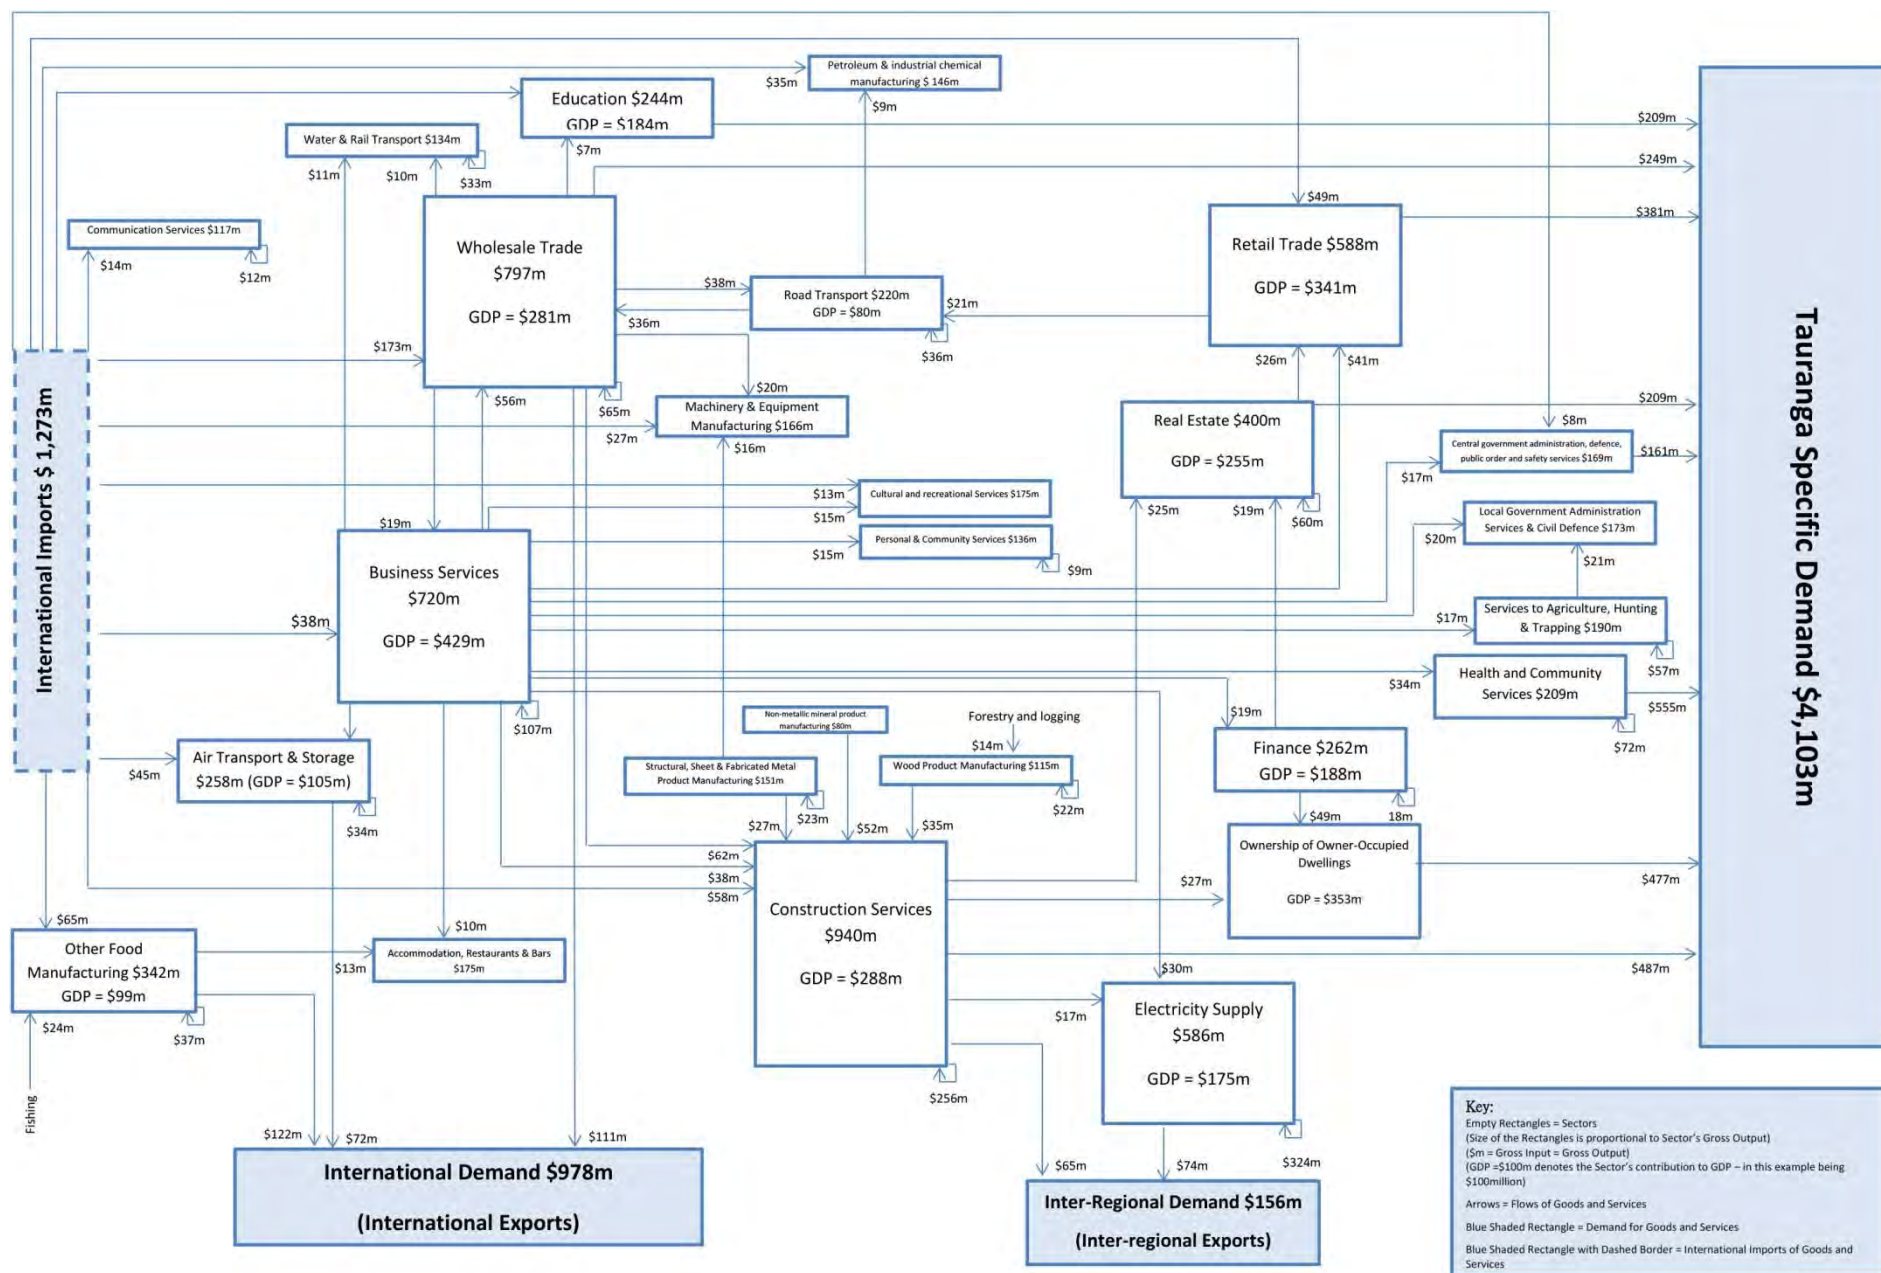 Petroleum & industrial chemical
manufacturing $ 146m
$35m
$9m
Education $244m
GDP = $184m
$7m
$209m
Water & Rail Transport $134m
$11m
$10m
$33m
$249m
$49m
$381m
Communication Services $117m
$14m
$12m
Wholesale Trade
$797m
GDP = $281m
$38m
$36m
$173m
$56m
$65m
Road Transport $220m
GDP = $80m
$21m
$36m
Retail Trade $588m
GDP = $341m
$26m
$41m
International Imports $ 1,273m
Tauranga Specific Demand $4,103m
$20m
Machinery & Equipment
Manufacturing $166m
$27m
$16m
Real Estate $400m
GDP = $255m
$25m
$19m
$60m
$209m
$8m
Central government administration, defence,
public order and safety services $169m
$161m
$17m
$13m
Cultural and recreational Services $175m
$15m
Personal & Community Services $136m
$15m
$9m
Local Government Administration
Services & Civil Defence $173m
$20m
$21m
$19m
Business Services
$720m
GDP = $429m
$38m
$107m
$17m
Services to Agriculture, Hunting
& Trapping $190m
$57m
Health and Community
Services $209m
$34m
$555m
$72m
Air Transport & Storage
$258m (GDP = $105m)
$45m
$34m
Non-metallic mineral product
manufacturing $80m
Forestry and logging
$14m
Structural, Sheet & Fabricated Metal
Product Manufacturing $151m
$23m
Wood Product Manufacturing $115m
$22m
$19m
Finance $262m
GDP = $188m
$49m
18m
$27m
$52m
$35m
$62m
$38m
$58m
Ownership of Owner-Occupied
Dwellings
GDP = $353m
$27m
$477m
Construction Services
$940m
GDP = $288m
$487m
$17m
$256m
$65m
Other Food
Manufacturing $342m
GDP = $99m
$24m
$37m
Fishing
$10m
Accommodation, Restaurants & Bars
$175m
$13m
$30m
Electricity Supply
$586m
GDP = $175m
$324m
$122m
$72m
$111m
International Demand $978m
(International Exports)
$65m
$74m
Inter-Regional Demand $156m
(Inter-regional Exports)
Key:
Empty Rectangles = Sectors
(Size of the Rectangles is proportional to Sector's Gross Output)
($m = Gross Input = Gross Output)
(GDP =$100m denotes the Sector's contribution to GDP – in this example being
$100million)
Arrows = Flows of Goods and Services
Blue Shaded Rectangle = Demand for Goods and Services
Blue Shaded Rectangle with Dashed Border = International Imports of Goods and
Services